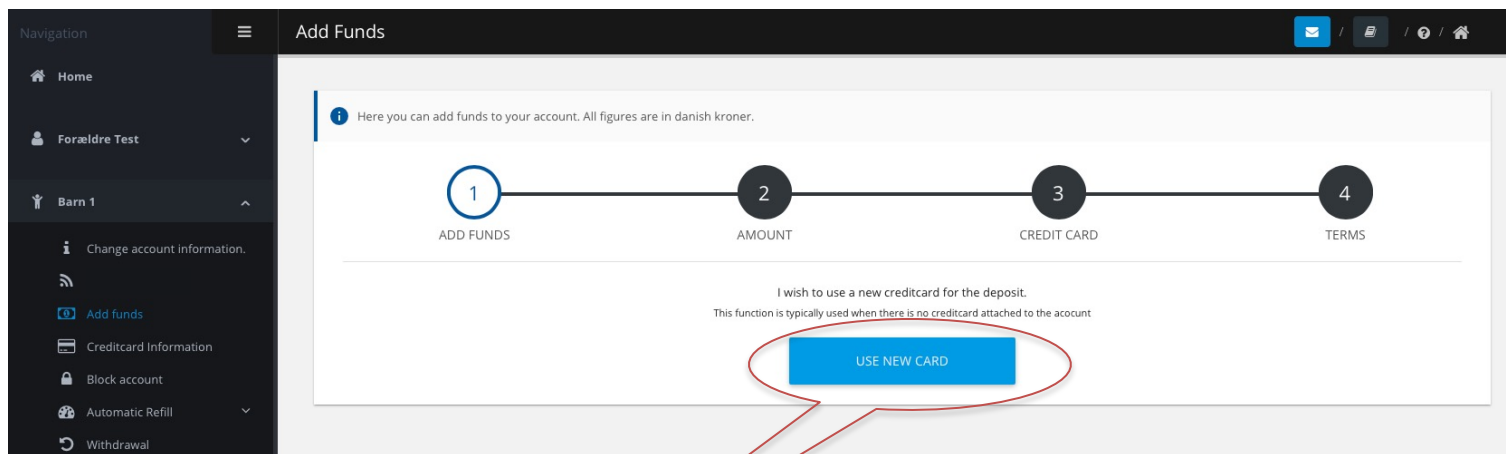 Navigation
Add Funds
/ / /
Home
Here you can add funds to your account. All figures are in danish kroner.
Forældre Test
Barn 1
1
2
3
4
ADD FUNDS
AMOUNT
CREDIT CARD
TERMS
Change account information.
I wish to use a new creditcard for the deposit.
This function is typically used when there is no creditcard attached to the acocunt
Add funds
Creditcard Information
USE NEW CARD
Block account
Automatic Refill
Withdrawal